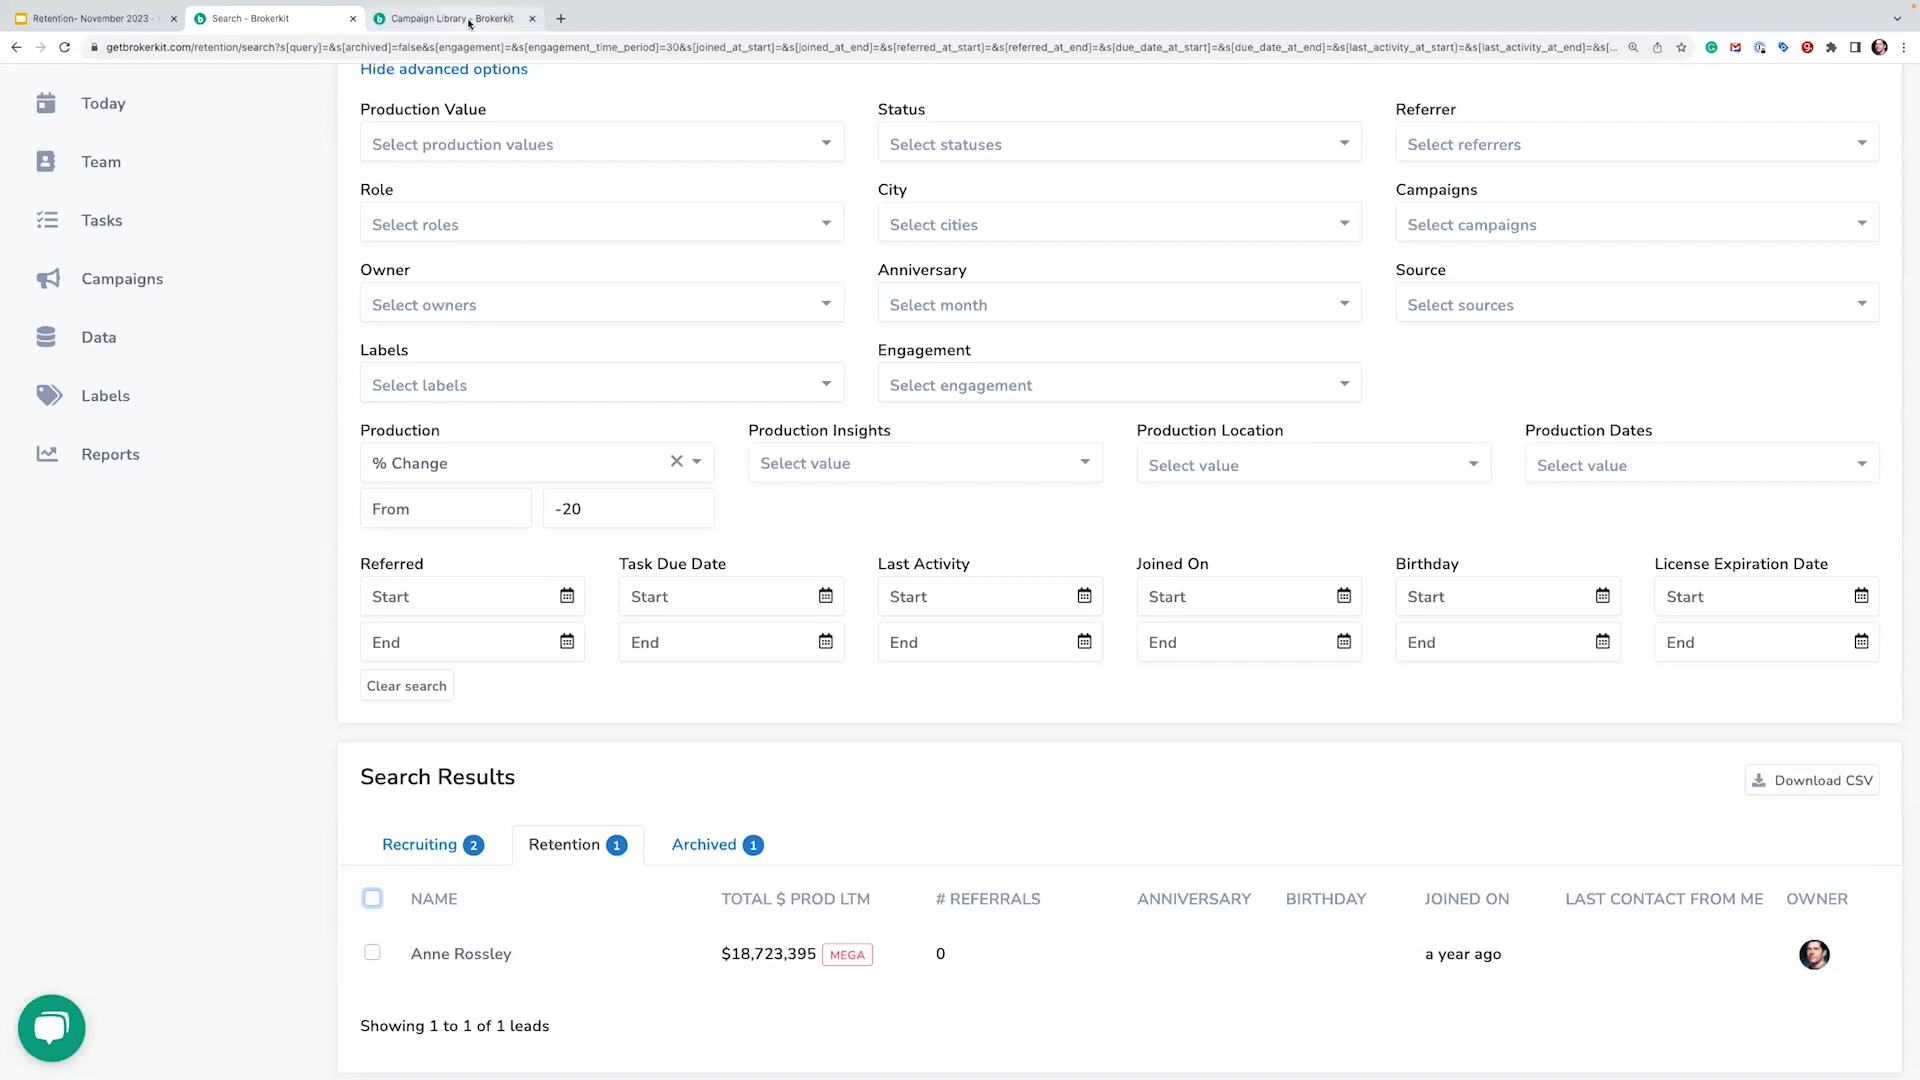 Retention- November 2023 -
Search - Brokerkit
Campaign Library - Brokerkit
getbrokerkit.com/retention/search?s[query]=&s[archived]=false&s[engagement]=&s[engagement_time_period]=30&s[joined_at_start]=&s[joined_at_end]=&s[referred_at_start]=&s[referred_at_end]=&s[due_date_at_start]=&s[due_date_at_end]=&s[last_activity_at_start]=&s[last_activity_at_end]=&s[...
Hide advanced options
Today
Team
Tasks
Campaigns
Data
Labels
Reports
Production Value Status Referrer
Select production values Select statuses Select referrers
Role City Campaigns
Select roles Select cities Select campaigns
Owner Anniversary Source
Select owners Select month Select sources
Labels Engagement
Select labels Select engagement
Production Production Insights Production Location Production Dates
% Change Select value Select value Select value
From -20
Referred Task Due Date Last Activity Joined On Birthday License Expiration Date
Start Start Start Start Start Start
End End End End End End
Clear search
Search Results
Download CSV
Recruiting 2 Retention 1 Archived 1
NAME TOTAL $ PROD LTM # REFERRALS ANNIVERSARY BIRTHDAY JOINED ON LAST CONTACT FROM ME OWNER
Anne Rossley $18,723,395 MEGA 0 a year ago
Showing 1 to 1 of 1 leads